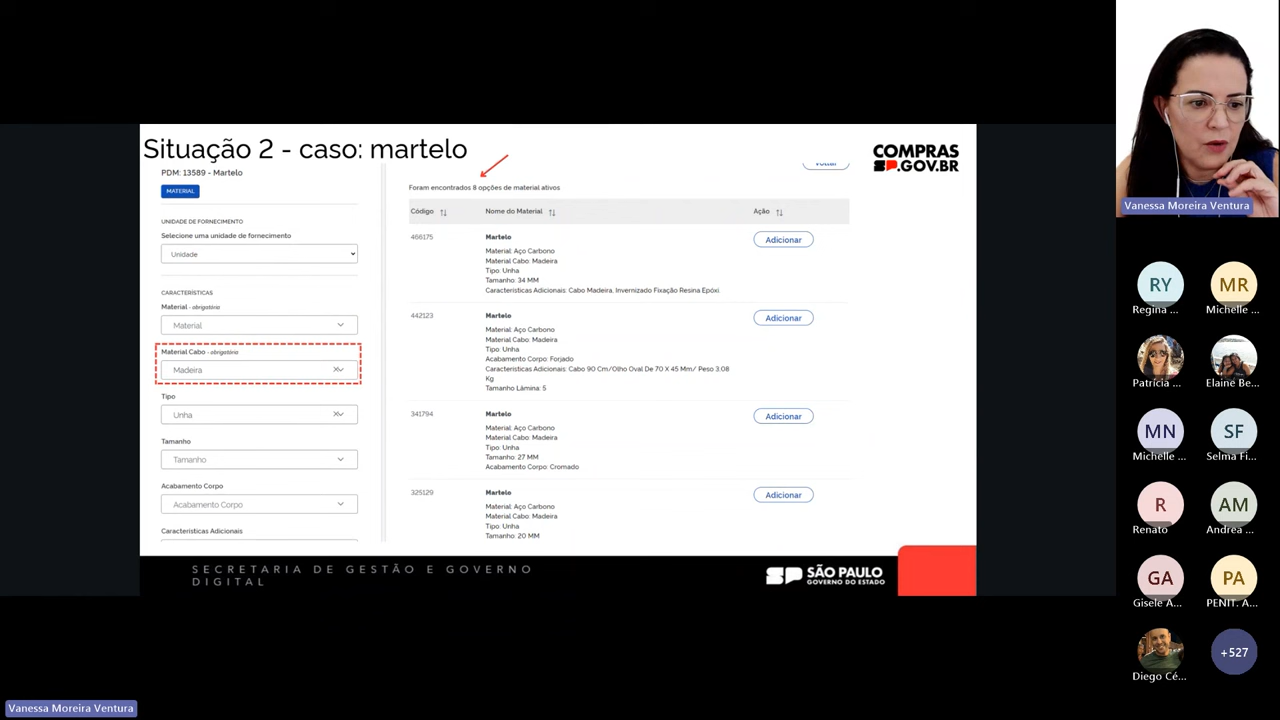 Situação 2 - caso: martelo
COMPRAS
SP.GOV.BR
PDM: 13589 - Martelo
MATERIAL
UNIDADE DE FORNECIMENTO
Selecione uma unidade de fornecimento
Unidade
CARACTERÍSTICAS
Material - obrigatória
Material
Material Cabo - obrigatória
Madeira
Tipo
Unha
Tamanho
Tamanho
Acabamento Corpo
Acabamento Corpo
Características Adicionais
Voltar
Foram encontrados 8 opções de material ativos
Código
Nome do Material
Ação
466175
Martelo
Material: Aço Carbono
Material Cabo: Madeira
Tipo: Unha
Tamanho: 34 MM
Características Adicionais: Cabo Madeira, Invernizado Fixação Resina Epóxi
Adicionar
442123
Martelo
Material: Aço Carbono
Material Cabo: Madeira
Tipo: Unha
Acabamento Corpo: Forjado
Características Adicionais: Cabo 90 Cm/Olho Oval De 70 X 45 Mm/ Peso 3.08
Kg
Tamanho Lâmina: 5
Adicionar
341794
Martelo
Material: Aço Carbono
Material Cabo: Madeira
Tipo: Unha
Tamanho: 27 MM
Acabamento Corpo: Cromado
Adicionar
325129
Martelo
Material: Aço Carbono
Material Cabo: Madeira
Tipo: Unha
Tamanho: 20 MM
Adicionar
SECRETARIA DE GESTÃO E GOVERNO
DIGITAL
SP SÃO PAULO
GOVERNO DO ESTADO
Vanessa Moreira Ventura
RY
Regina ...
MR
Michelle ...
Patrícia ...
Elaine Be...
MN
Michelle ...
SF
Selma Fi...
R
Renato
AM
Andrea ...
GA
Gisele A...
PA
PENIT. A...
Diego Cé...
+527
Vanessa Moreira Ventura